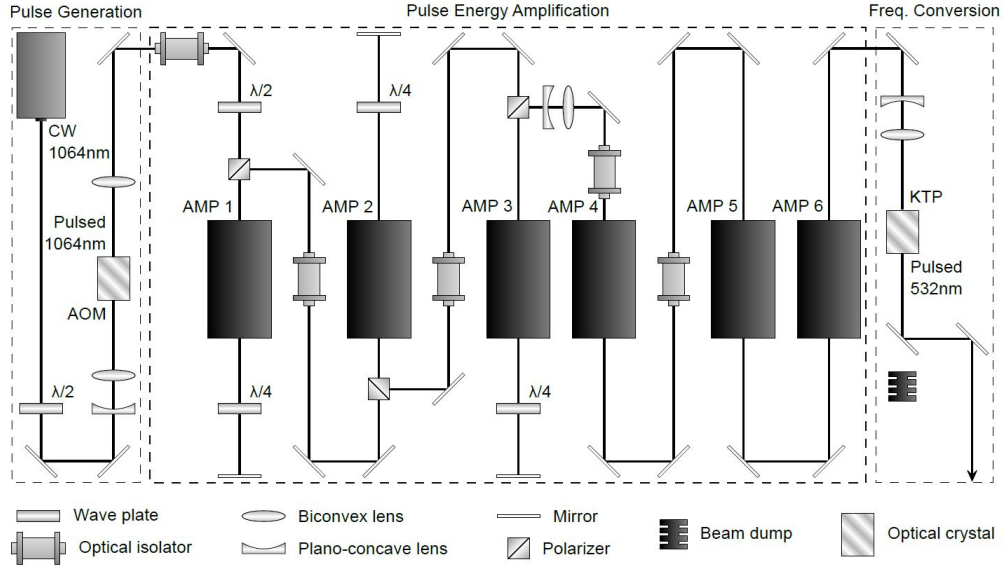 Pulse Generation
Pulse Energy Amplification
Freq. Conversion
CW
1064nm
λ/2
λ/4
Pulsed
1064nm
AOM
λ/2
AMP 1
AMP 2
AMP 3
AMP 4
AMP 5
AMP 6
λ/4
λ/4
KTP
Pulsed
532nm
Wave plate
Biconvex lens
Mirror
Beam dump
Optical crystal
Optical isolator
Plano-concave lens
Polarizer